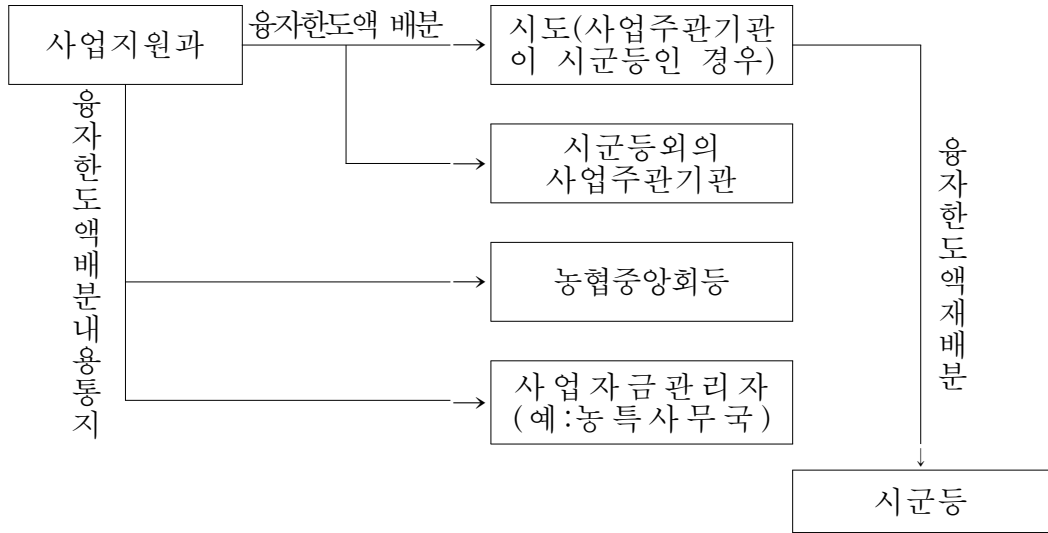 사업지원과
융자한도액 배분
시도(사업주관기관
이 시군등인 경우)
시군등외의
사업주관기관
농협중앙회등
사업자금관리자
(예:농특사무국)
융자한도액배분내용통지
융자한도액재배분
시군등